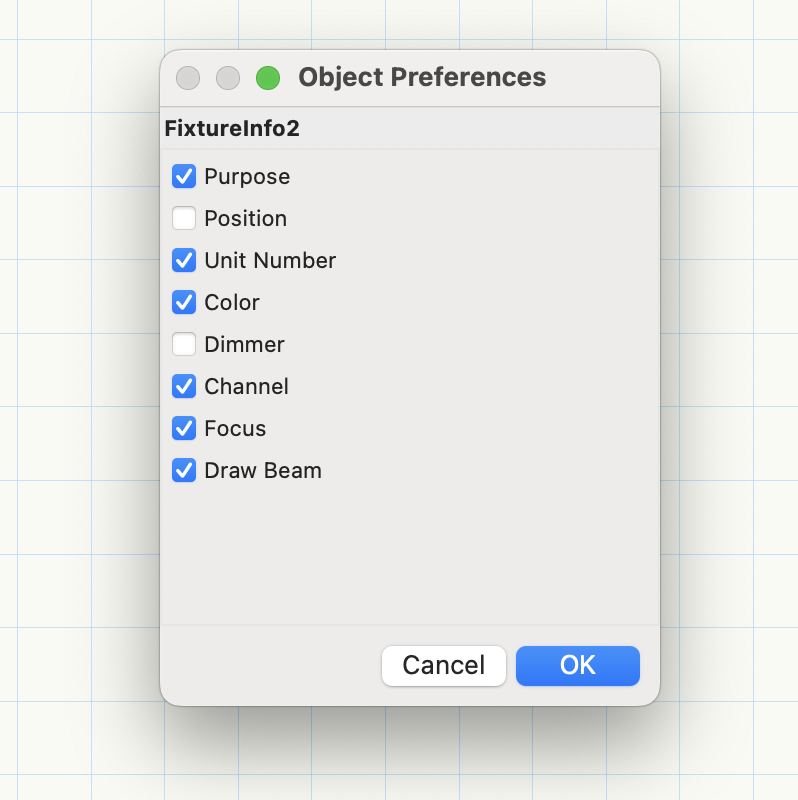 Object Preferences
FixtureInfo2
Purpose
Position
Unit Number
Color
Dimmer
Channel
Focus
Draw Beam
Cancel OK